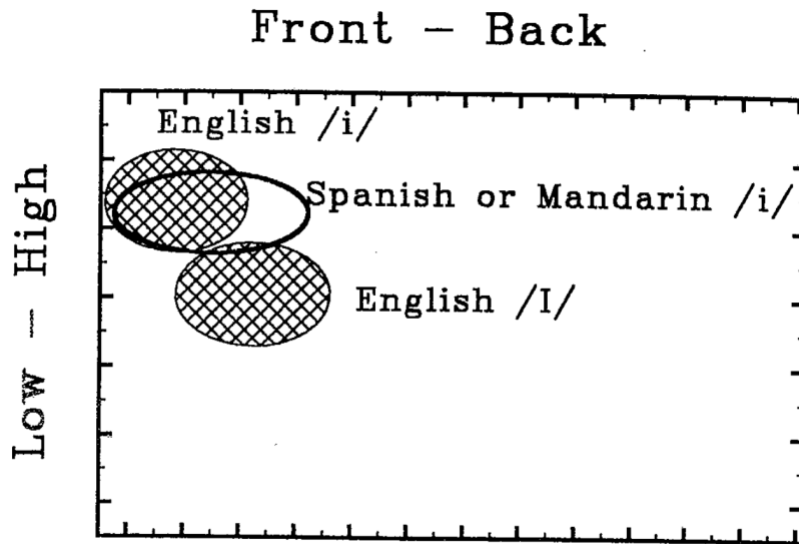 Front – Back
English /i/
Spanish or Mandarin /i/
English /I/
Low – High